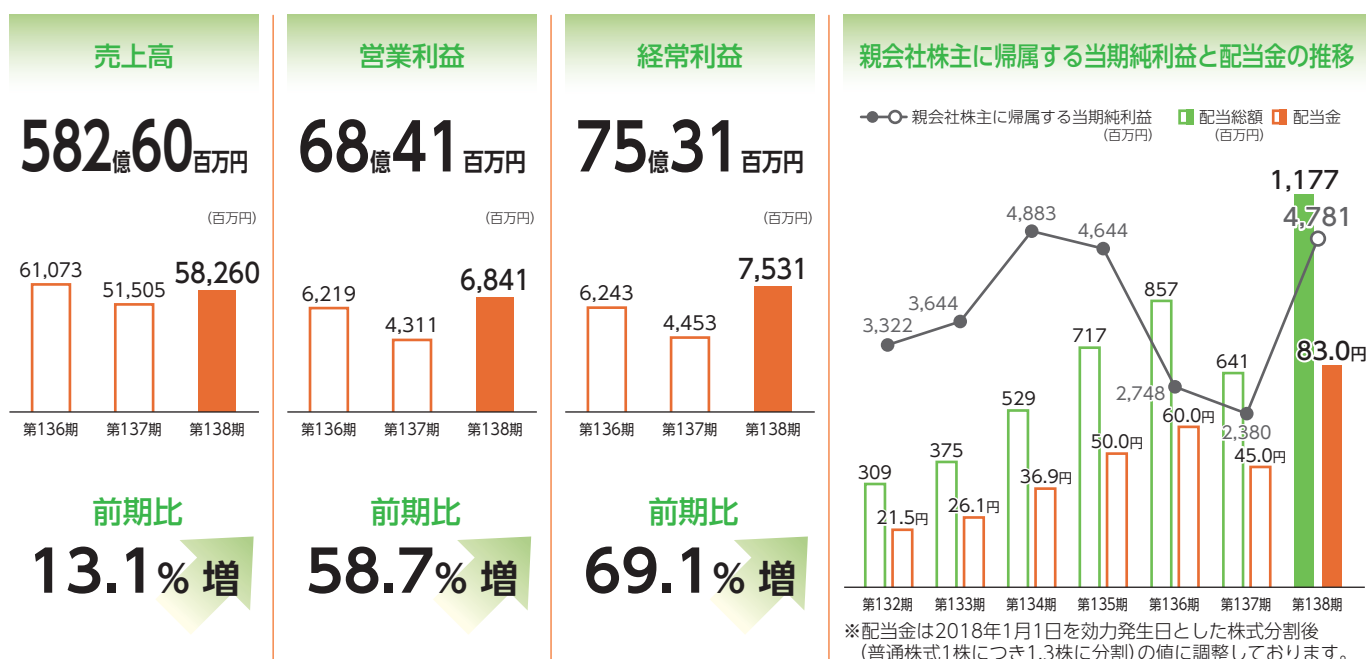 売上高
582億60百万円
(百万円)
61,073
51,505
58,260
第136期
第137期
第138期
前期比
13.1%増
営業利益
68億41百万円
(百万円)
6,219
4,311
6,841
第136期
第137期
第138期
前期比
58.7%増
経常利益
75億31百万円
(百万円)
6,243
4,453
7,531
第136期
第137期
第138期
前期比
69.1%増
親会社株主に帰属する当期純利益と配当金の推移
親会社株主に帰属する当期純利益
(百万円)
配当総額
(百万円)
配当金
3,322
3,644
4,883
4,644
2,748
2,380
4,781
309
375
529
717
857
641
1,177
21.5円
26.1円
36.9円
50.0円
60.0円
45.0円
83.0円
第132期
第133期
第134期
第135期
第136期
第137期
第138期
※配当金は2018年1月1日を効力発生日とした株式分割後
(普通株式1株につき1.3株に分割)の値に調整しております。